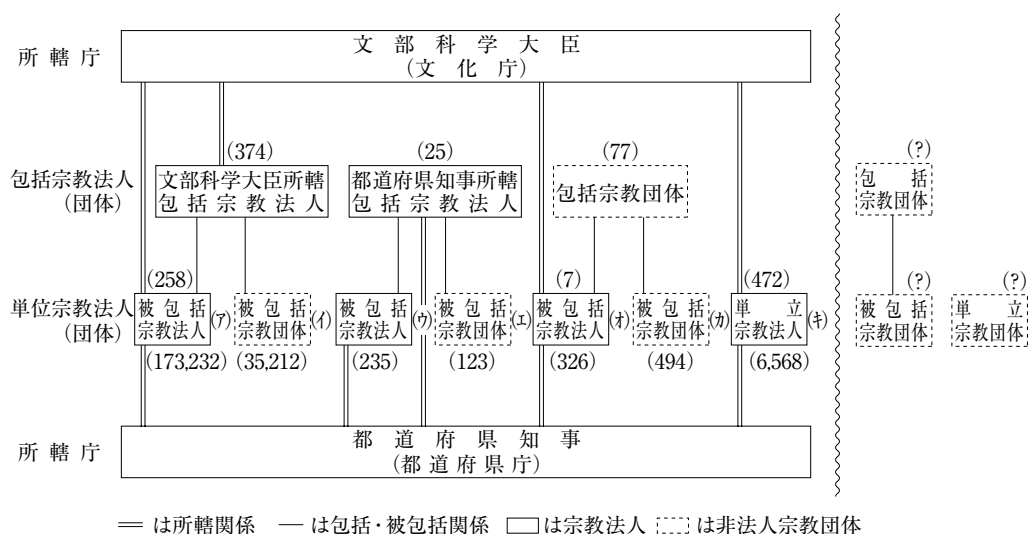 所轄庁
文部科学大臣
(文化庁)
包括宗教法人
(団体)
(374)
文部科学大臣所轄
包括宗教法人
(25)
都道府県知事所轄
包括宗教法人
(77)
包括宗教団体
(?)
包括
宗教団体
単位宗教法人
(団体)
(258)
被包括
宗教法人
(ア)
(173,232)
被包括
宗教団体
(イ)
(35,212)
被包括
宗教法人
(ウ)
(235)
被包括
宗教団体
(エ)
(123)
(7)
被包括
宗教法人
(オ)
(326)
被包括
宗教団体
(カ)
(494)
(472)
単立
宗教法人
(キ)
(6,568)
(?)
被包括
宗教団体
(?)
単立
宗教団体
所轄庁
都道府県知事
(都道府県庁)
は所轄関係 は包括・被包括関係 は宗教法人 は非法人宗教団体